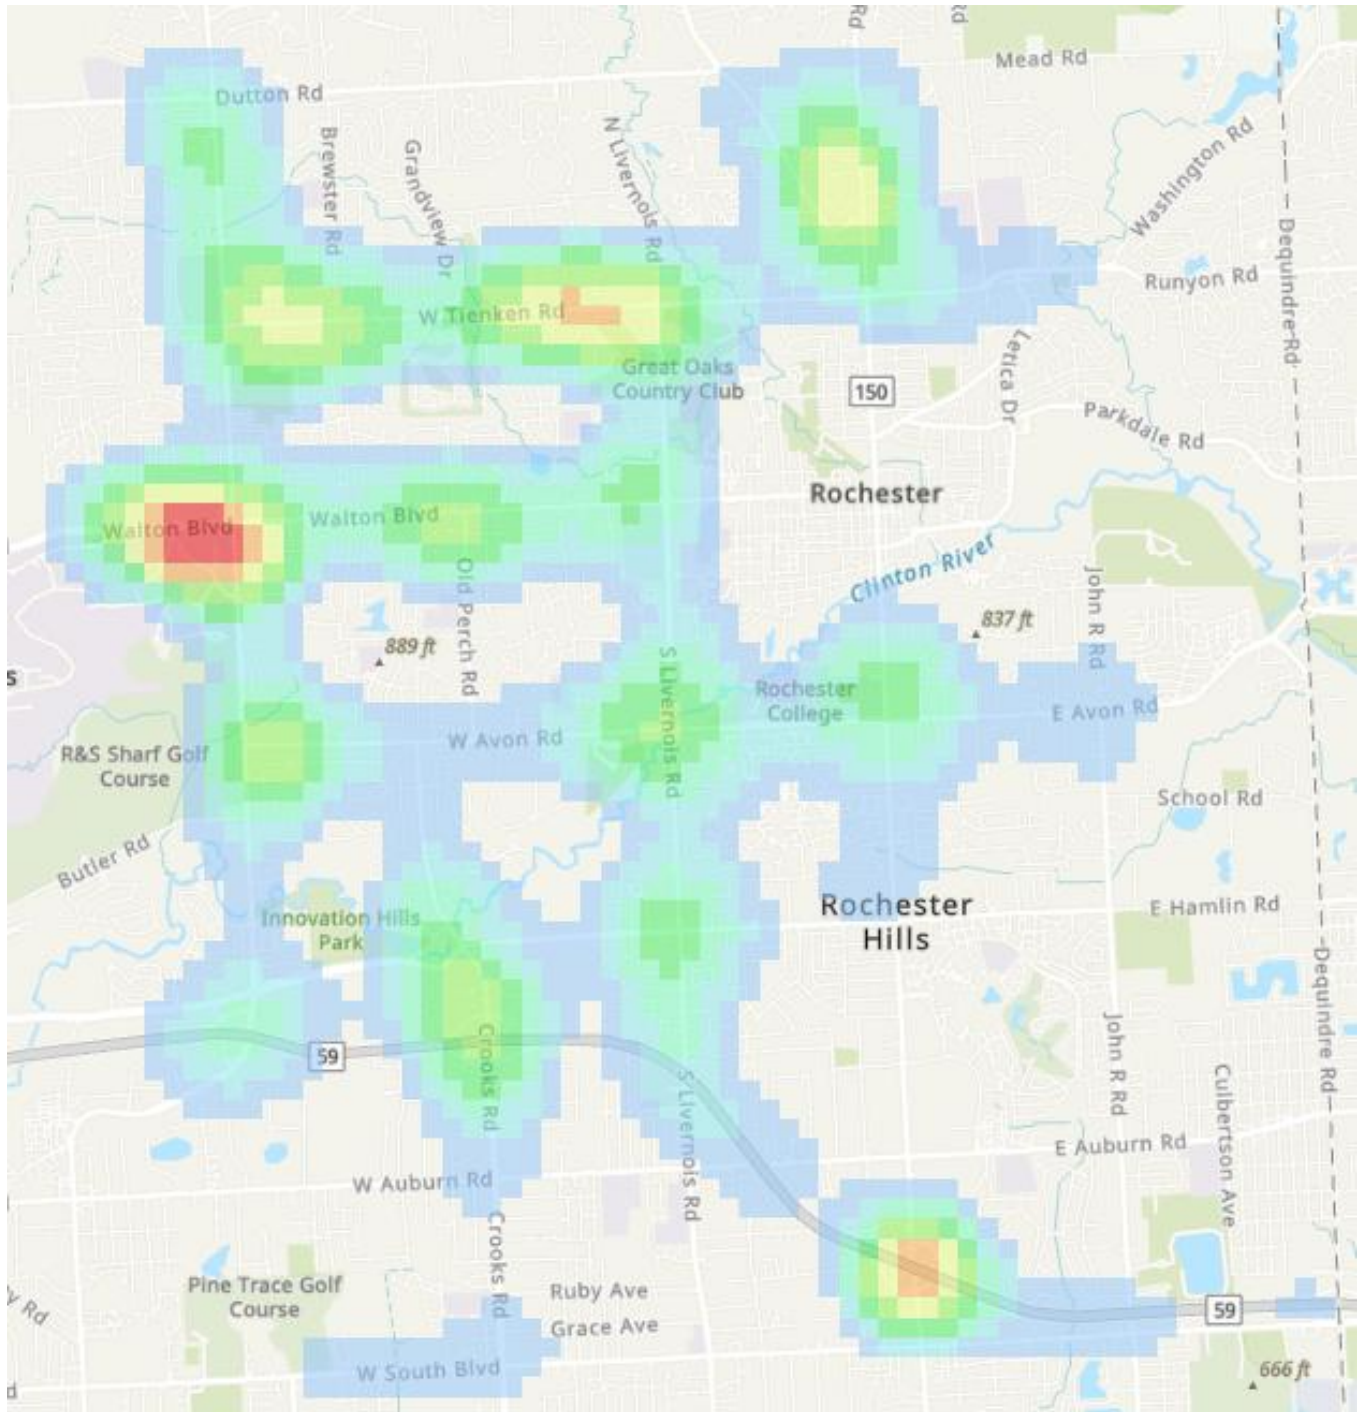 Rd
Rd
Mead Rd
Dutton Rd
Brewster Rd
Grandview Dr
N Livernois Rd
Washington Rd
Dequindre Rd
Runyon Rd
W Tienken Rd
Letica Dr
Great Oaks
Country Club
150
Parkdale Rd
Rochester
Walton Blvd
Walton Blvd
Old Perch Rd
Clinton River
John R Rd
837 ft
889 ft
s
S Livernois Rd
Rochester
College
E Avon Rd
W Avon Rd
R&S Sharf Golf
Course
School Rd
Butler Rd
Rochester
Hills
E Hamlin Rd
Innovation Hills
Park
Dequindre Rd
59
Crooks Rd
John R Rd
S Livernois Rd
Culbertson Ave
E Auburn Rd
W Auburn Rd
Crooks Rd
Pine Trace Golf
Course
Ruby Ave
Grace Ave
59
y Rd
W South Blvd
666 ft
d